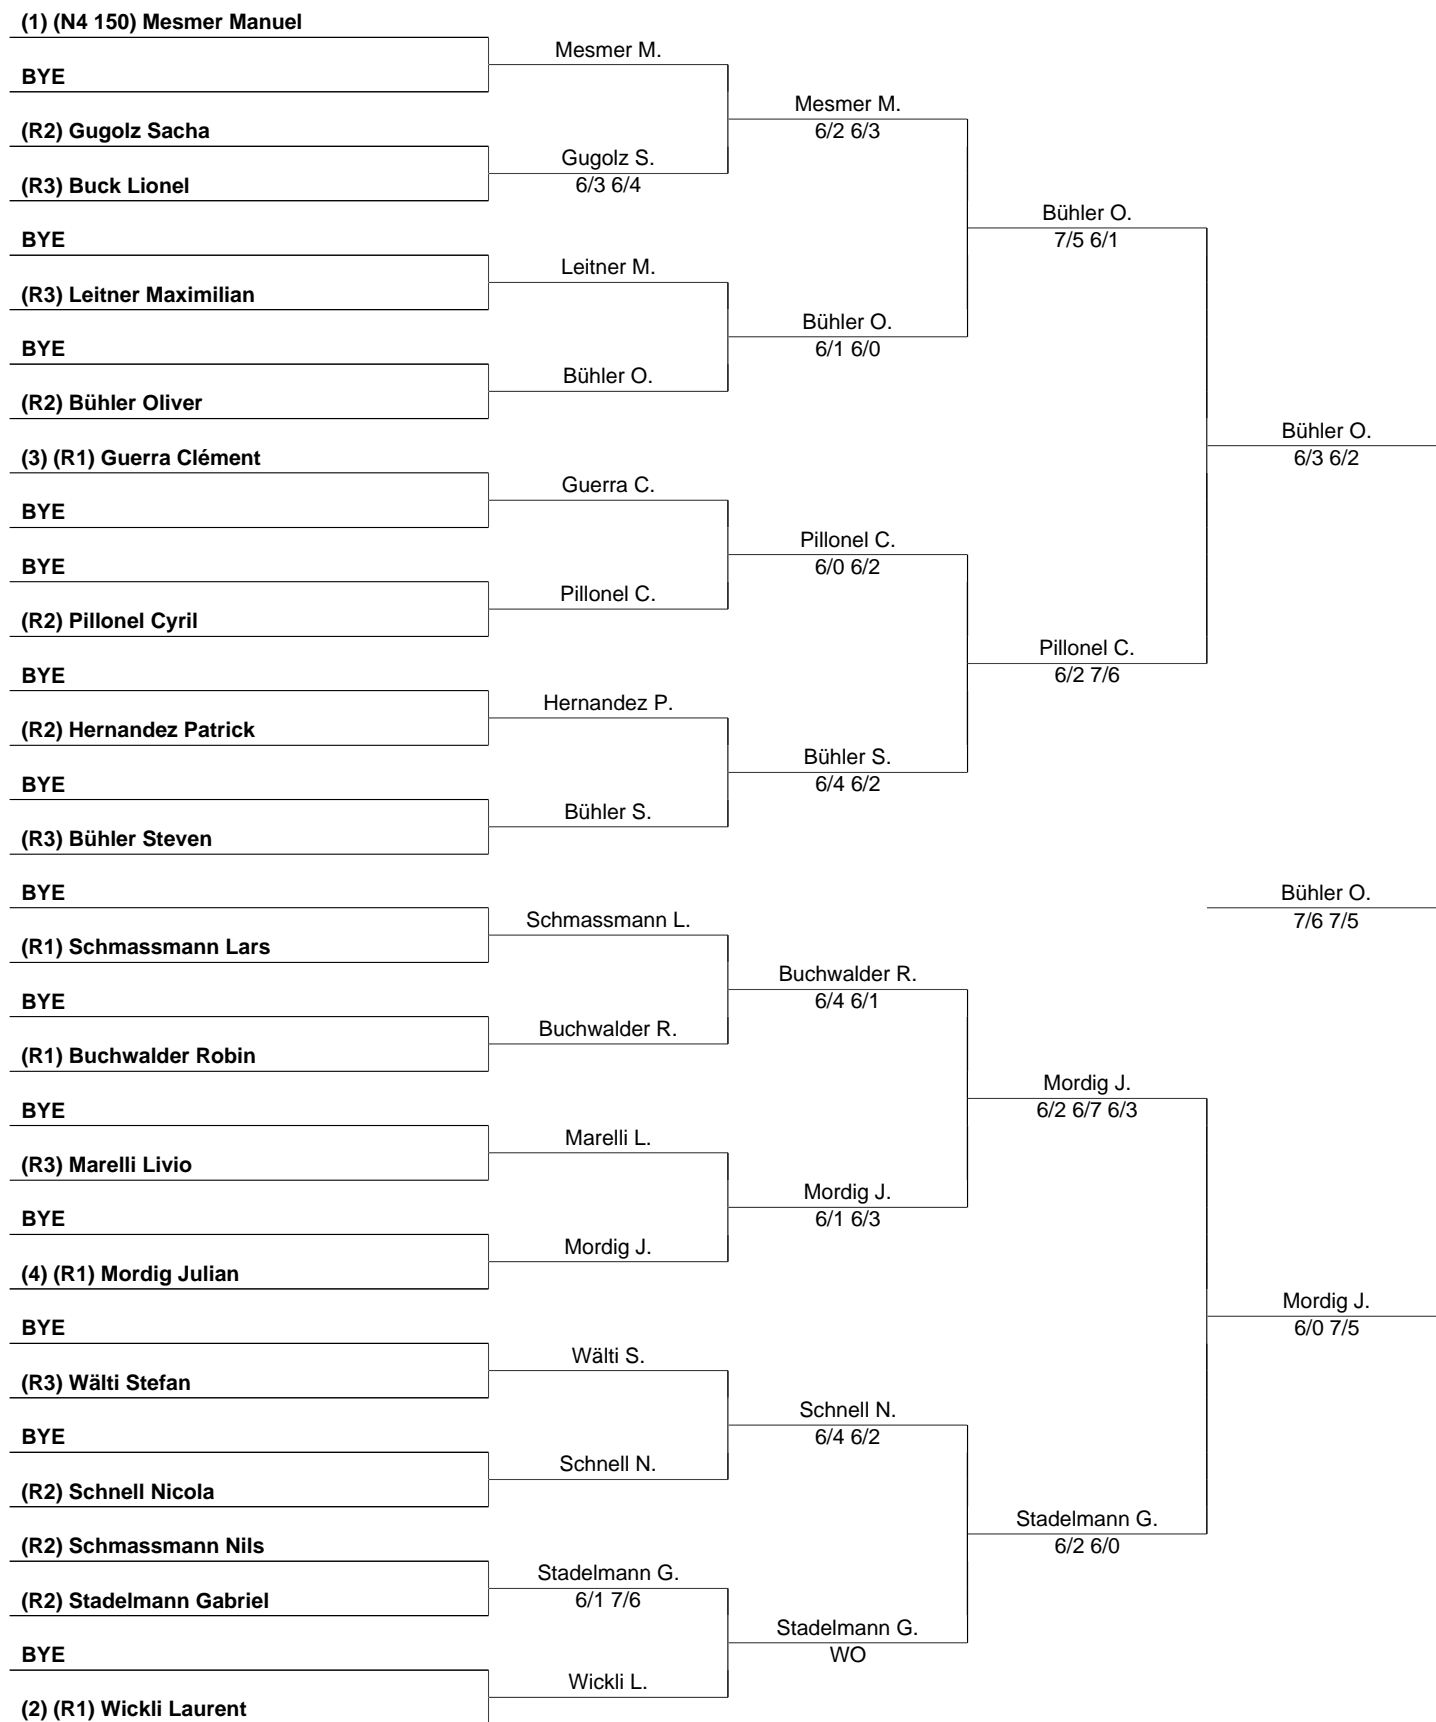 (1) (N4 150) Mesmer Manuel
BYE
(R2) Gugolz Sacha
(R3) Buck Lionel
BYE
(R3) Leitner Maximilian
BYE
(R2) Bühler Oliver
(3) (R1) Guerra Clément
BYE
BYE
(R2) Pillonel Cyril
BYE
(R2) Hernandez Patrick
BYE
(R3) Bühler Steven
BYE
(R1) Schmassmann Lars
BYE
(R1) Buchwalder Robin
BYE
(R3) Marelli Livio
BYE
(4) (R1) Mordig Julian
BYE
(R3) Wälti Stefan
BYE
(R2) Schnell Nicola
(R2) Schmassmann Nils
(R2) Stadelmann Gabriel
BYE
(2) (R1) Wickli Laurent
Mesmer M.
Gugolz S.
6/3 6/4
Leitner M.
Bühler O.
Guerra C.
Pillonel C.
Hernandez P.
Bühler S.
Schmassmann L.
Buchwalder R.
Marelli L.
Mordig J.
Wälti S.
Schnell N.
Stadelmann G.
6/1 7/6
Wickli L.
Mesmer M.
6/2 6/3
Bühler O.
6/1 6/0
Pillonel C.
6/0 6/2
Bühler S.
6/4 6/2
Buchwalder R.
6/4 6/1
Mordig J.
6/1 6/3
Schnell N.
6/4 6/2
Stadelmann G.
WO
Bühler O.
7/5 6/1
Pillonel C.
6/2 7/6
Mordig J.
6/2 6/7 6/3
Stadelmann G.
6/2 6/0
Bühler O.
6/3 6/2
Bühler O.
7/6 7/5
Mordig J.
6/0 7/5